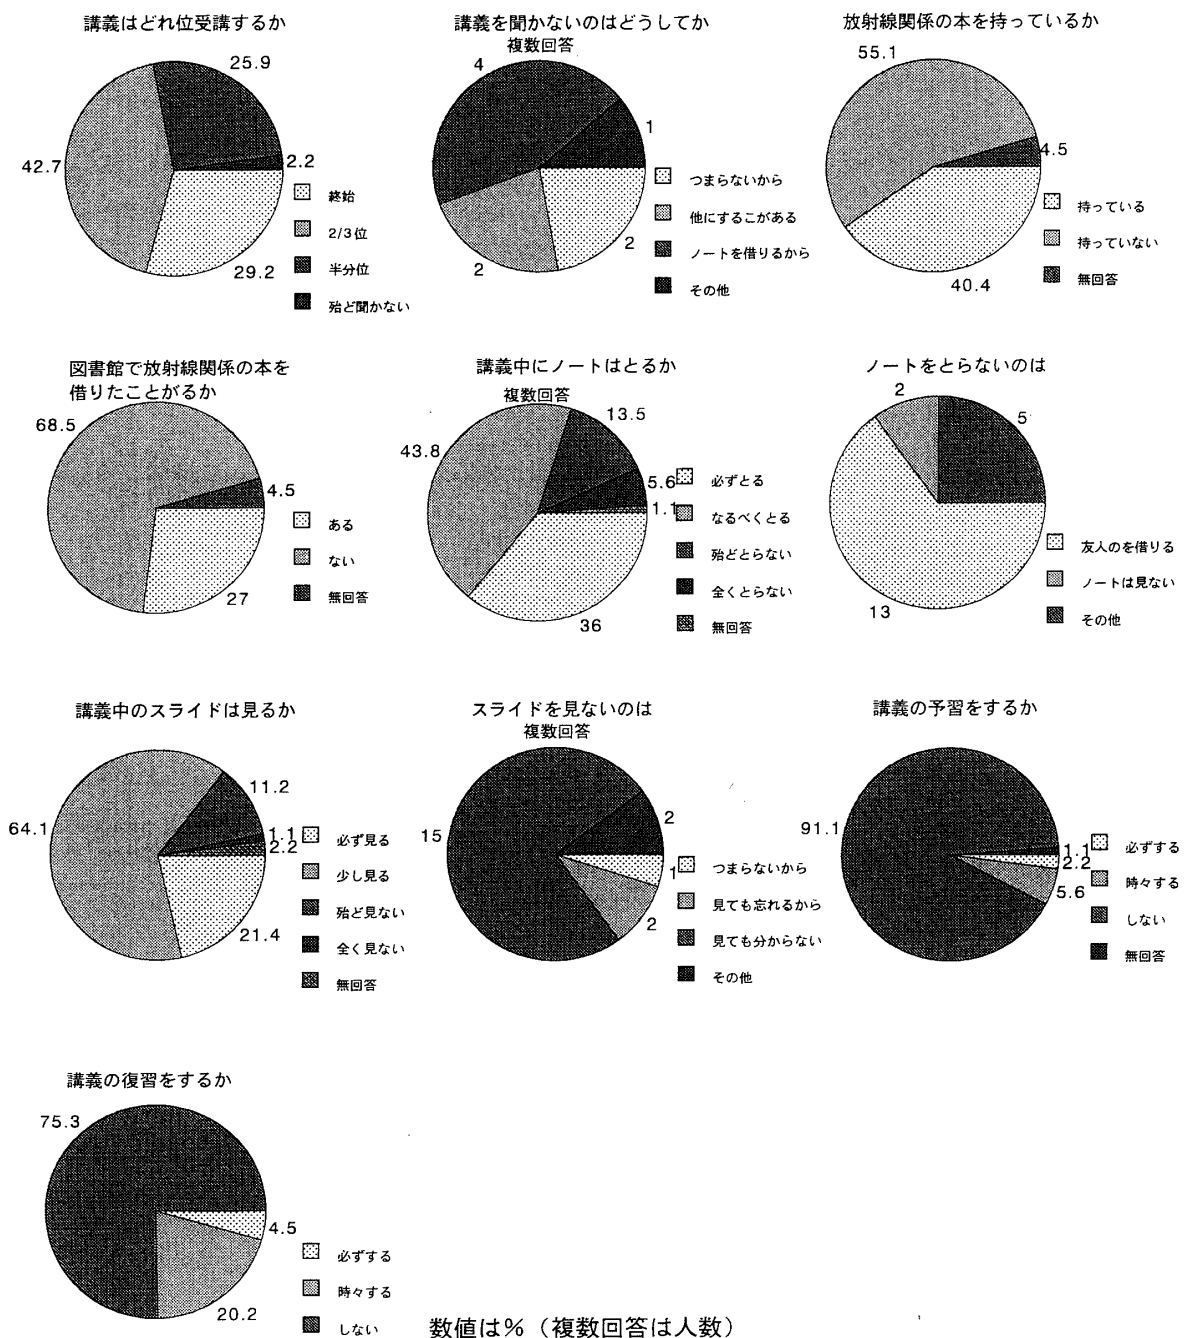 講義はどれ位受講するか
25.9
42.7
2.2
29.2
終始
2/3位
半分位
殆ど聞かない
講義を聞かないのはどうしてか
複数回答
4
1
2
2
つまらないから
他にするこがある
ノートを借りるから
その他
放射線関係の本を持っているか
55.1
4.5
40.4
持っている
持っていない
無回答
図書館で放射線関係の本を
借りたことがるか
68.5
4.5
27
ある
ない
無回答
講義中にノートはとるか
複数回答
13.5
43.8
5.6
1.1
36
必ずとる
なるべくとる
殆どとらない
全くとらない
無回答
ノートをとらないのは
2
5
13
友人のを借りる
ノートは見ない
その他
講義中のスライドは見るか
11.2
64.1
1.1
2.2
21.4
必ず見る
少し見る
殆ど見ない
全く見ない
無回答
スライドを見ないのは
複数回答
15
2
1
2
つまらないから
見ても忘れるから
見ても分からない
その他
講義の予習をするか
91.1
1.1
2.2
5.6
必ずする
時々する
しない
無回答
講義の復習をするか
75.3
4.5
20.2
必ずする
時々する
しない
数値は%（複数回答は人数）